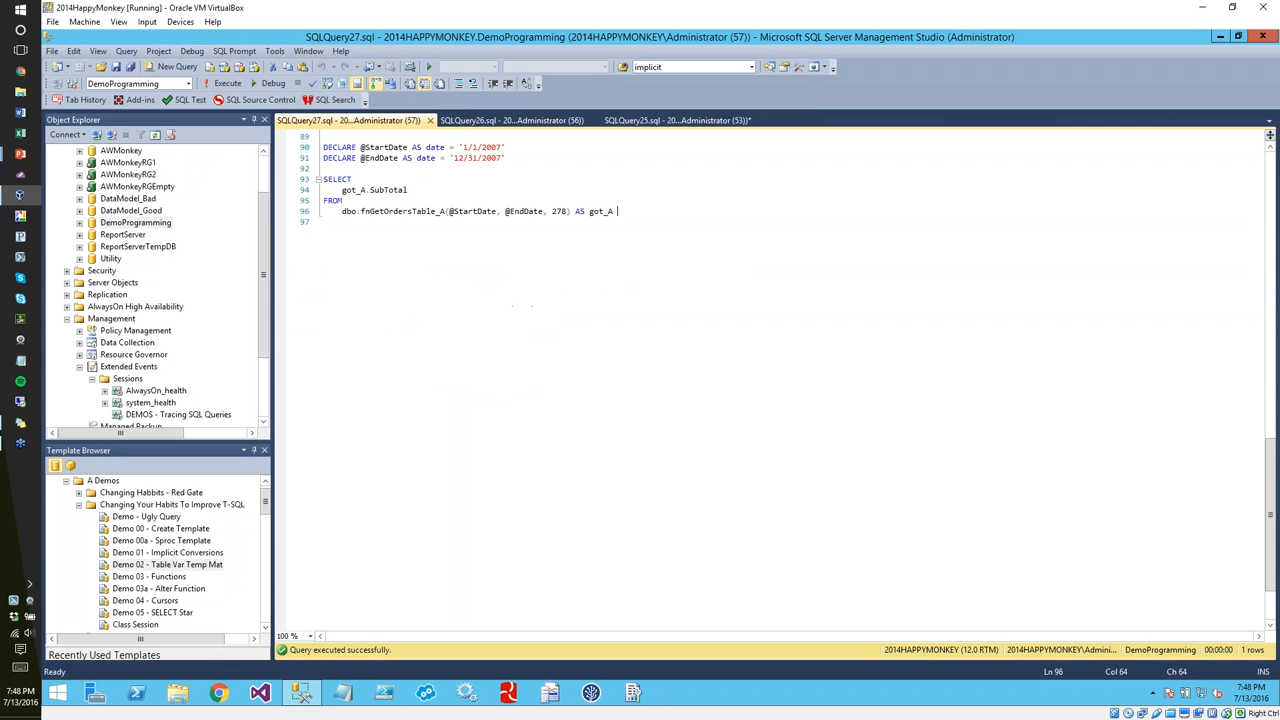 2014HappyMonkey [Running] - Oracle VM VirtualBox
File Machine View Input Devices Help
SQLQuery27.sql - 2014HAPPYMONKEY.DemoProgramming (2014HAPPYMONKEY\Administrator (57)) - Microsoft SQL Server Management Studio (Administrator)
File Edit View Query Project Debug SQL Prompt Tools Window Help
New Query implicit
DemoProgramming Execute Debug
Tab History Add-ins SQL Test SQL Source Control SQL Search
Object Explorer
Connect
AWMonkey
AWMonkeyRG1
AWMonkeyRG2
AWMonkeyRGEmpty
DataModel_Bad
DataModel_Good
DemoProgramming
ReportServer
ReportServerTempDB
Utility
Security
Server Objects
Replication
AlwaysOn High Availability
Management
Policy Management
Data Collection
Resource Governor
Extended Events
Sessions
AlwaysOn_health
system_health
DEMOS - Tracing SQL Queries
Managed Backup
Template Browser
A Demos
Changing Habbits - Red Gate
Changing Your Habits To Improve T-SQL
Demo - Ugly Query
Demo 00 - Create Template
Demo 00a - Sproc Template
Demo 01 - Implicit Conversions
Demo 02 - Table Var Temp Mat
Demo 03 - Functions
Demo 03a - Alter Function
Demo 04 - Cursors
Demo 05 - SELECT Star
Class Session
Recently Used Templates
SQLQuery27.sql - 20...Administrator (57)) SQLQuery26.sql - 20...Administrator (56)) SQLQuery25.sql - 20...Administrator (53))*
89
90 DECLARE @StartDate AS date = '1/1/2007'
91 DECLARE @EndDate AS date = '12/31/2007'
92
93 SELECT
94 got_A.SubTotal
95 FROM
96 dbo.fnGetOrdersTable_A(@StartDate, @EndDate, 278) AS got_A
97
100 %
Query executed successfully. 2014HAPPYMONKEY (12.0 RTM) 2014HAPPYMONKEY\Admini... DemoProgramming 00:00:00 1 rows
Ready Ln 96 Col 64 Ch 64 INS
7:48 PM
7/13/2016
7:48 PM
7/13/2016
Right Ctrl